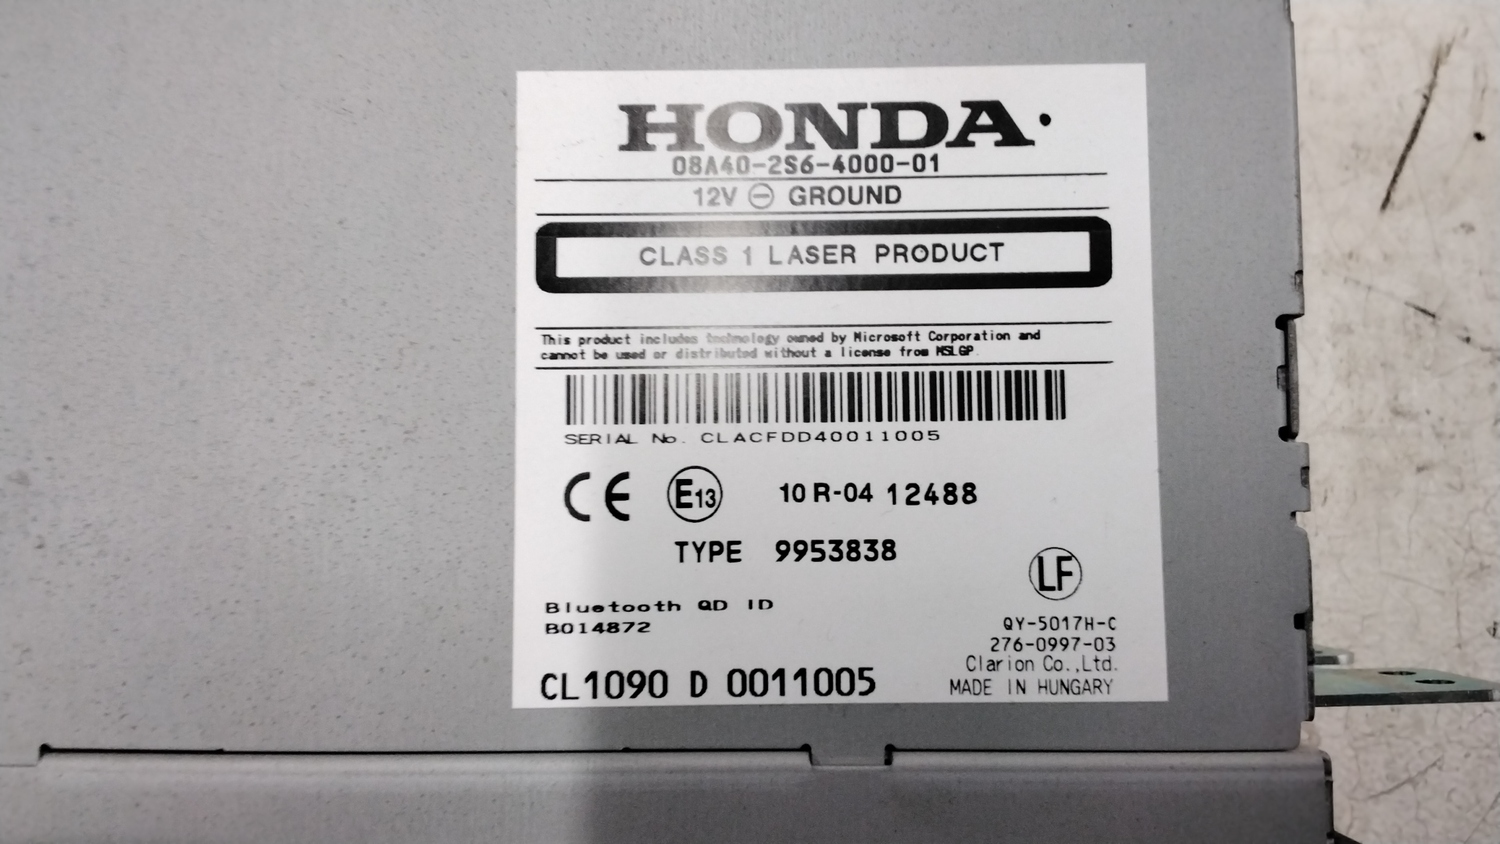 HONDA
08A40-2S6-4000-01
12V ⊖ GROUND
CLASS 1 LASER PRODUCT
This product includes technology owned by Microsoft Corporation and
cannot be used or distributed without a license from MSLGP.
SERIAL No. CLACFDD40011005
CE E13 10 R-04 12488
TYPE 9953838
LF
Bluetooth QD ID
B014872
QY-5017H-C
276-0997-03
Clarion Co.,Ltd.
MADE IN HUNGARY
CL1090 D 0011005